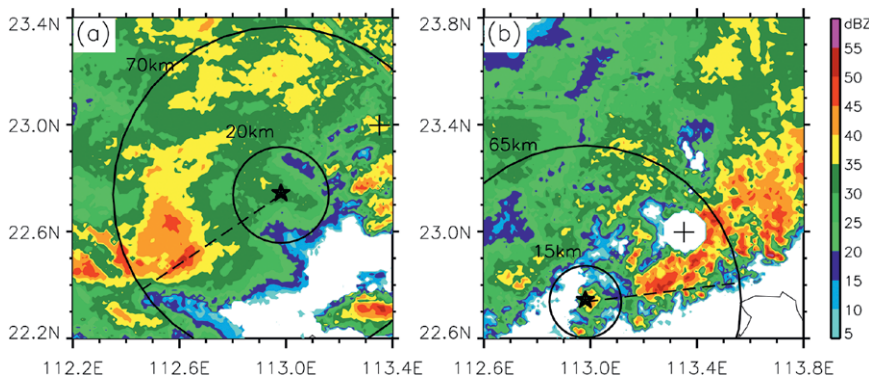 (a)
70km
20km
23.4N
23.0N
22.6N
22.2N
112.2E 112.6E 113.0E 113.4E
(b)
65km
15km
23.8N
23.4N
23.0N
22.6N
112.6E 113.0E 113.4E 113.8E
dBZ
55
50
45
40
35
30
25
20
15
10
5